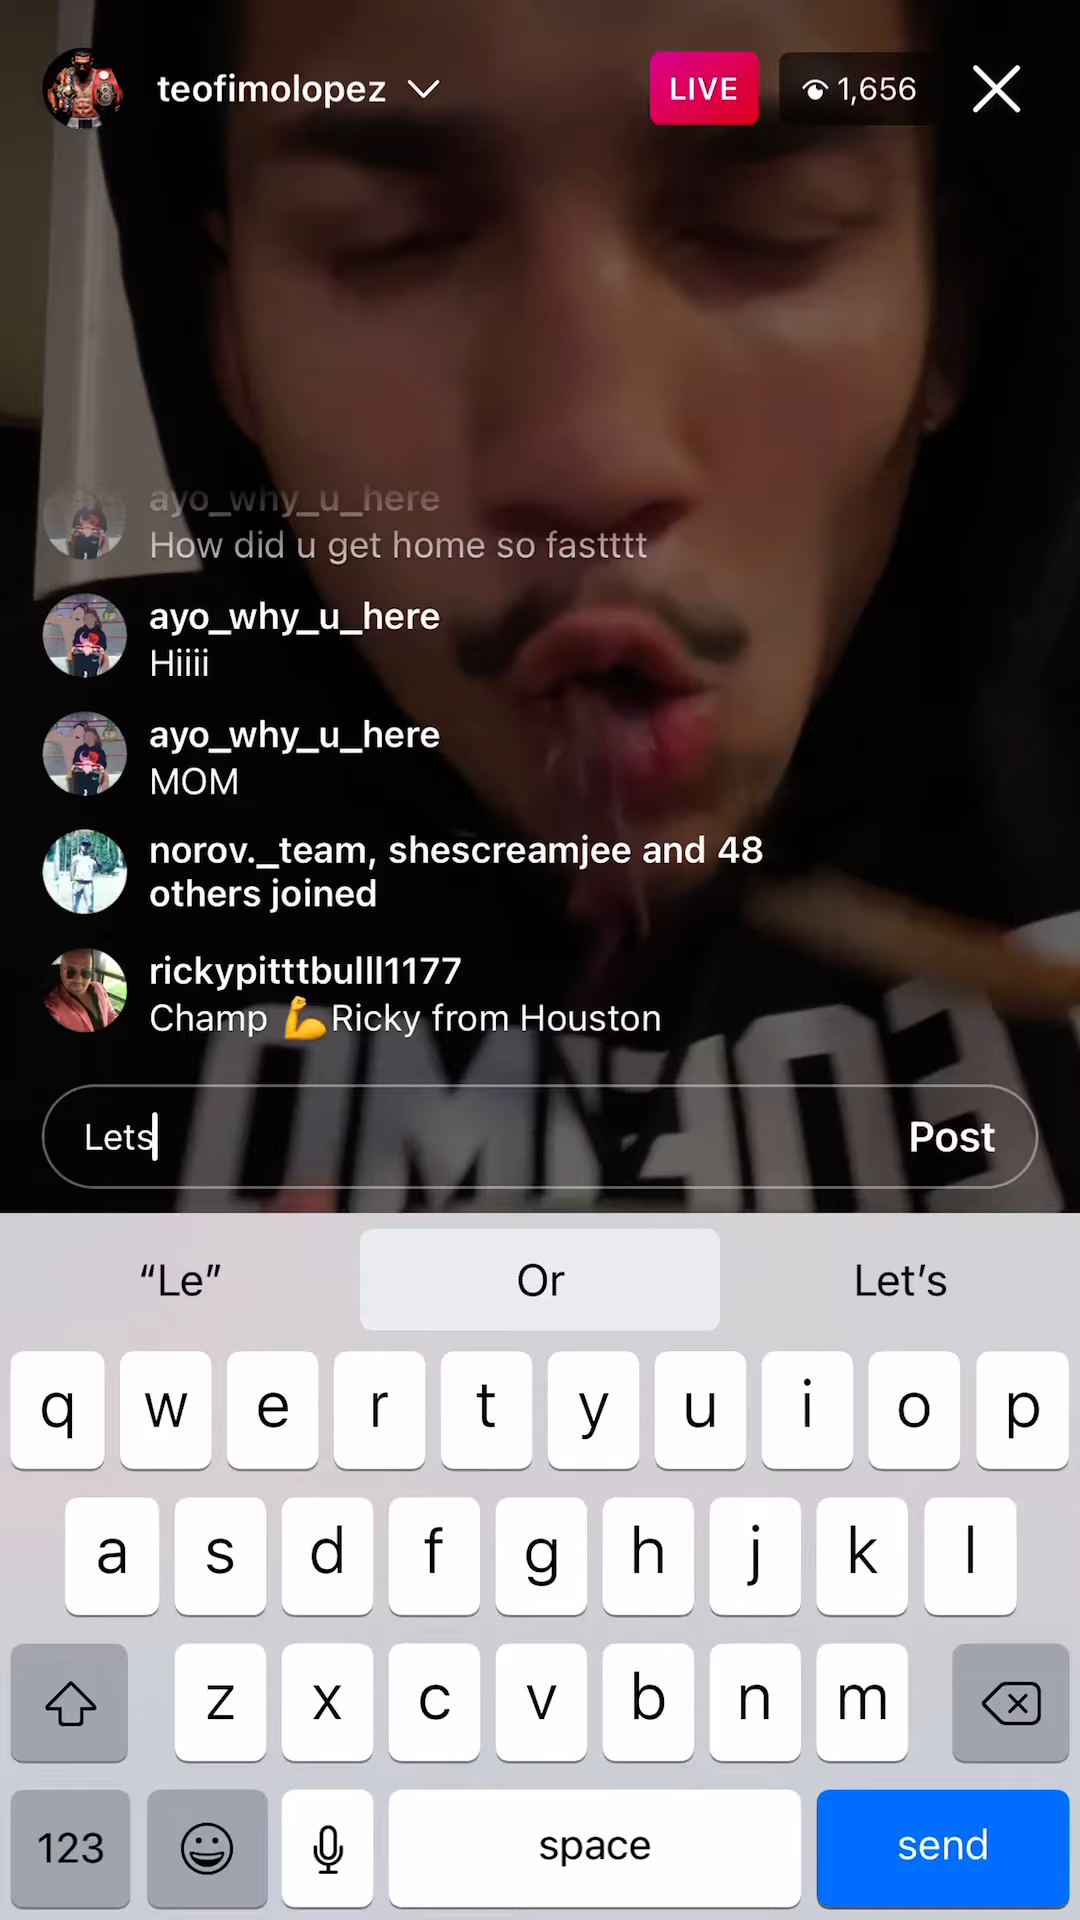 teofimolopez
LIVE
1,656
ayo_why_u_here
How did u get home so fastttt
ayo_why_u_here
Hiiii
ayo_why_u_here
MOM
norov._team, shescreamjee and 48
others joined
rickypitttbulll1177
Champ 💪Ricky from Houston
Lets
Post
“Le”
Or
Let’s
q w e r t y u i o p
a s d f g h j k l
z x c v b n m
123
space
send